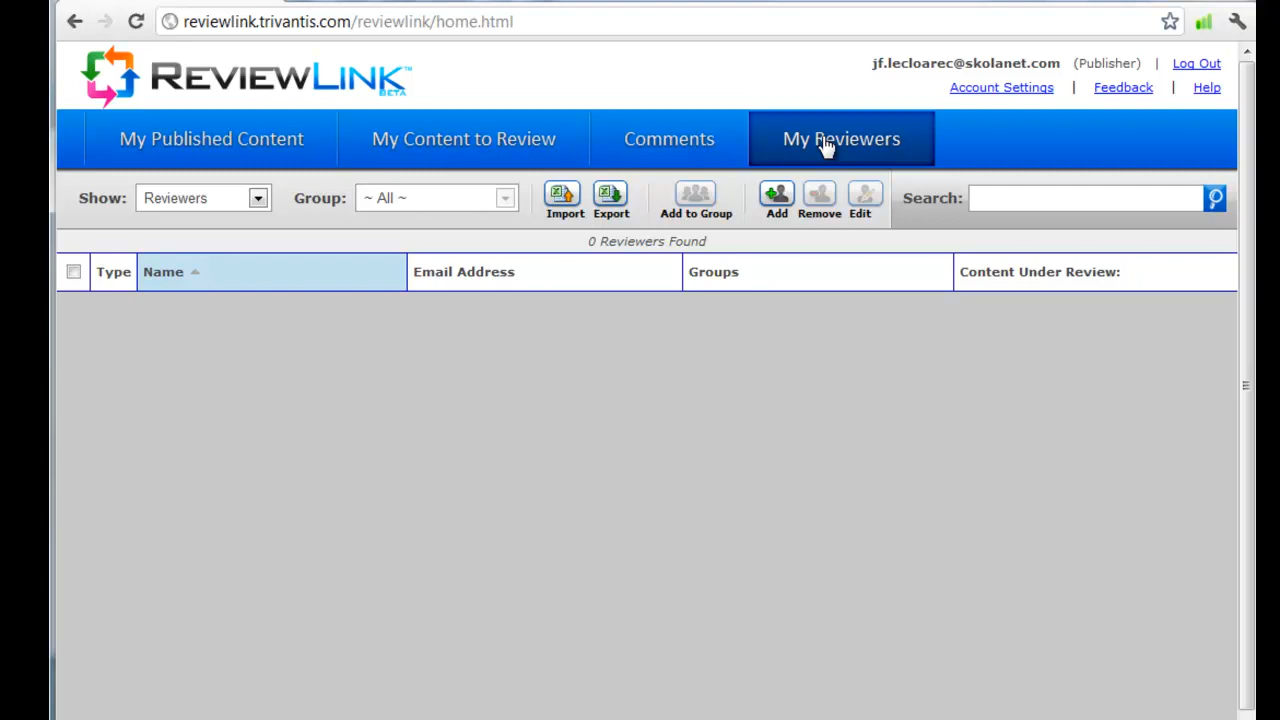 reviewlink.trivantis.com/reviewlink/home.html
REVIEWLINK™
BETA
jf.lecloarec@skolanet.com (Publisher) | Log Out
Account Settings | Feedback | Help
My Published Content My Content to Review Comments My Reviewers
Show: Reviewers Group: ~ All ~ Search:
Import Export Add to Group Add Remove Edit
0 Reviewers Found
Type Name Email Address Groups Content Under Review: